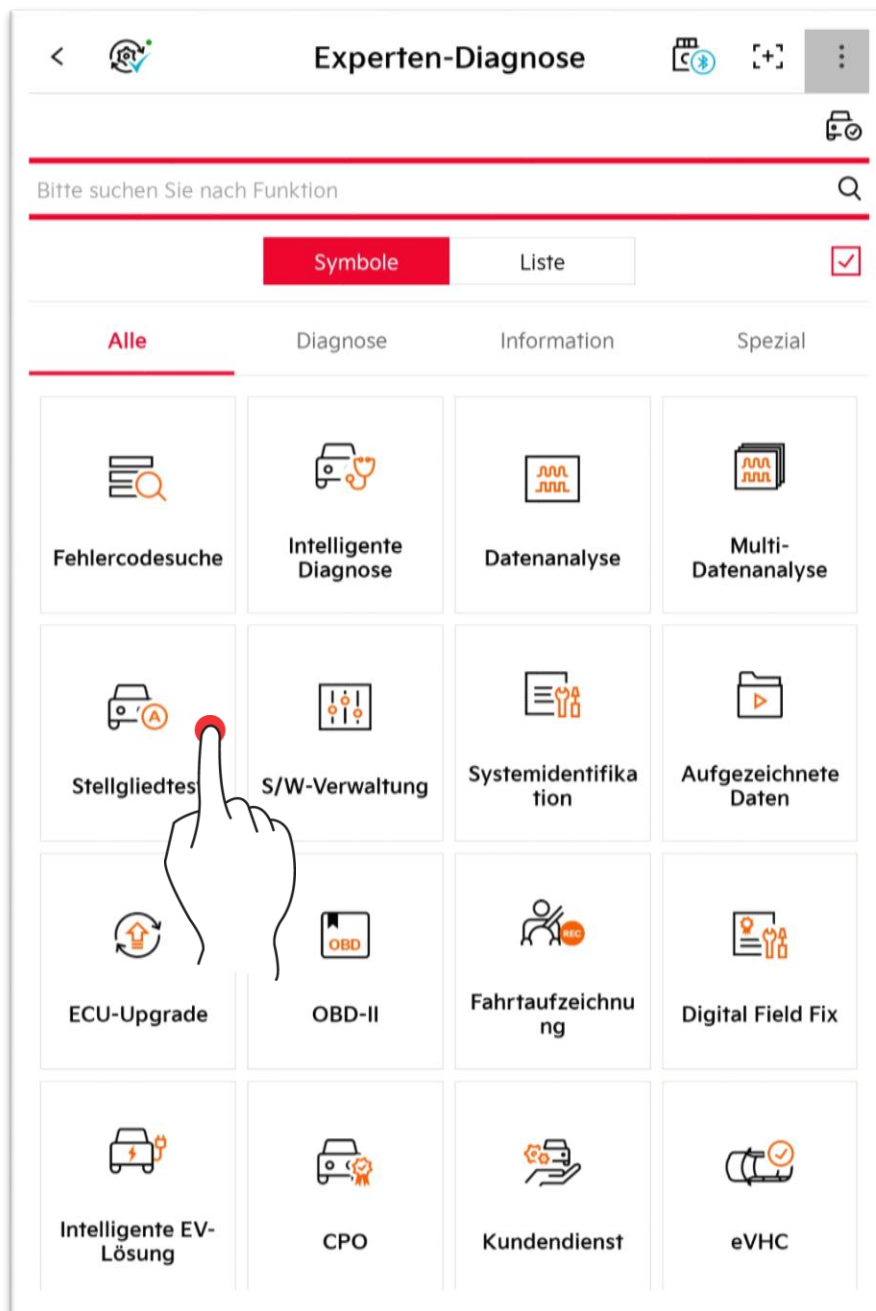 Experten-Diagnose
Bitte suchen Sie nach Funktion
Symbole Liste
Alle Diagnose Information Spezial
Fehlercodesuche
Intelligente
Diagnose
Datenanalyse
Multi-
Datenanalyse
A
Stellgliedtes
S/W-Verwaltung
Systemidentifika
tion
Aufgezeichnete
Daten
ECU-Upgrade
OBD
OBD-II
REC
Fahrtaufzeichnu
ng
Digital Field Fix
Intelligente EV-
Lösung
CPO
Kundendienst
eVHC